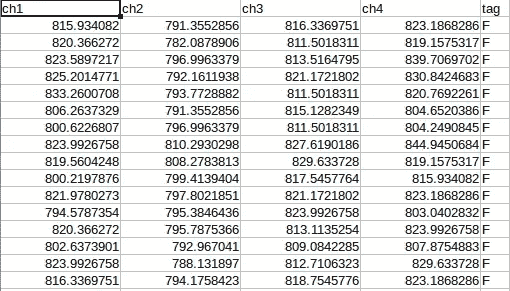 ch1 ch2 ch3 ch4 tag
815.934082 791.3552856 816.3369751 823.1868286 F
820.366272 782.0878906 811.5018311 819.1575317 F
823.5897217 796.9963379 813.5164795 839.7069702 F
825.2014771 792.1611938 821.1721802 830.8424683 F
833.2600708 793.7728882 811.5018311 820.7692261 F
806.2637329 791.3552856 815.1282349 804.6520386 F
800.6226807 796.9963379 811.5018311 804.2490845 F
823.9926758 810.2930298 827.6190186 844.9450684 F
819.5604248 808.2783813 829.633728 819.1575317 F
800.2197876 799.4139404 817.5457764 815.934082 F
821.9780273 797.8021851 821.1721802 823.1868286 F
794.5787354 795.3846436 823.9926758 803.0402832 F
820.366272 795.7875366 813.1135254 823.9926758 F
802.6373901 792.967041 809.0842285 807.8754883 F
823.9926758 788.131897 812.7106323 829.633728 F
816.3369751 794.1758423 818.7545776 823.1868286 F